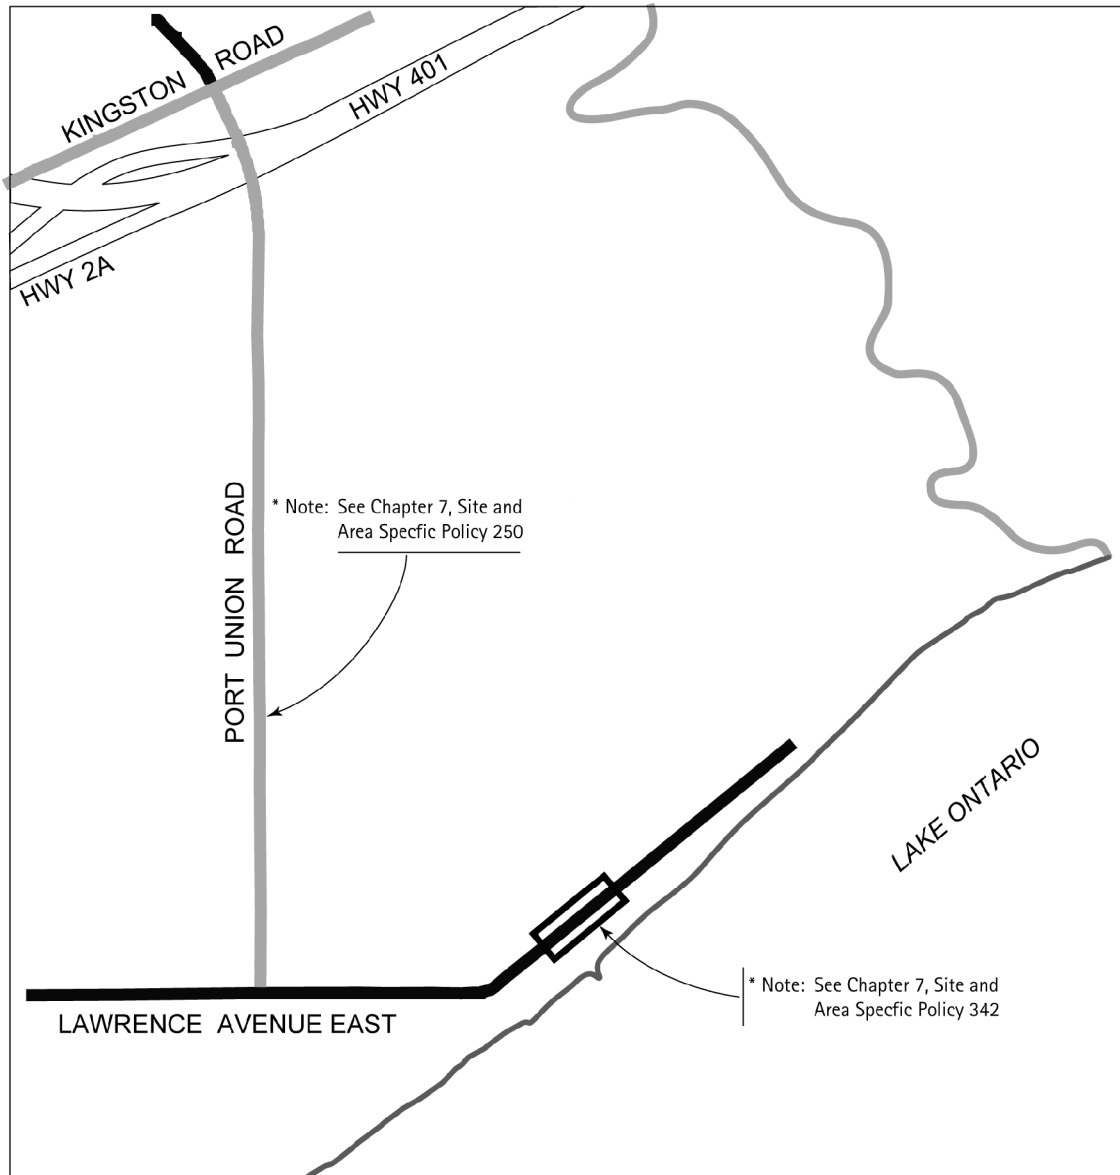 KINGSTON ROAD
HWY 401
HWY 2A
PORT UNION ROAD
* Note: See Chapter 7, Site and
Area Specfic Policy 250
LAKE ONTARIO
* Note: See Chapter 7, Site and
Area Specfic Policy 342
LAWRENCE AVENUE EAST